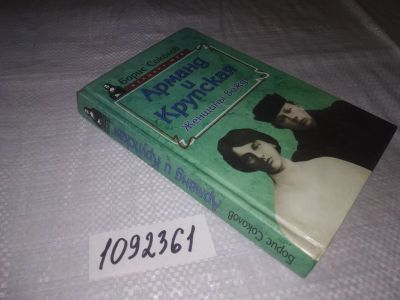 Борис Соколов
Арманд
и
Крупская
Женщины вождя
Борис Соколов
Арманд и Крупская
1092361